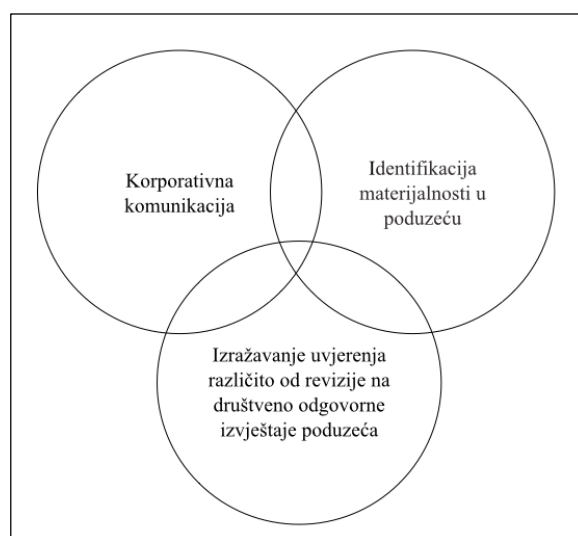 Korporativna
komunikacija
Identifikacija
materijalnosti u
poduzeću
Izražavanje uvjerenja
različito od revizije na
društveno odgovorne
izvještaje poduzeća